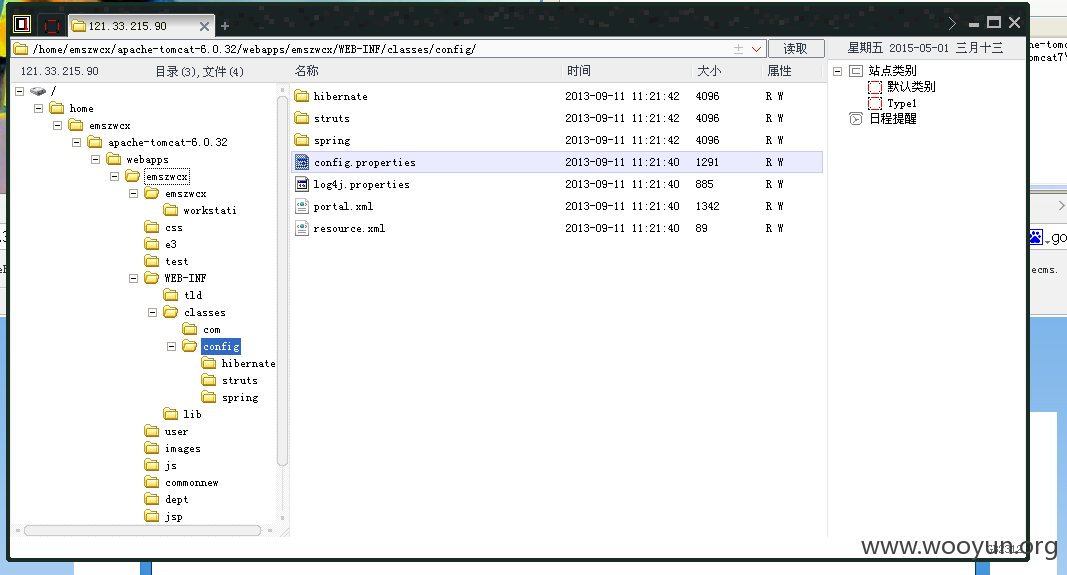 121.33.215.90
/home/emszwcx/apache-tomcat-6.0.32/webapps/emszwcx/WEB-INF/classes/config/
读取
星期五 2015-05-01 三月十三
121.33.215.90 目录(3),文件(4)
名称 时间 大小 属性
/
home
emszwcx
apache-tomcat-6.0.32
webapps
emszwcx
emszwcx
workstati
css
e3
test
WEB-INF
tld
classes
com
config
hibernate
struts
spring
lib
user
images
js
commonnew
dept
jsp
hibernate 2013-09-11 11:21:42 4096 R W
struts 2013-09-11 11:21:42 4096 R W
spring 2013-09-11 11:21:42 4096 R W
config.properties 2013-09-11 11:21:40 1291 R W
log4j.properties 2013-09-11 11:21:40 885 R W
portal.xml 2013-09-11 11:21:40 1342 R W
resource.xml 2013-09-11 11:21:40 89 R W
站点类别
默认类别
Type1
日程提醒
ecms.
www.wooyun.org